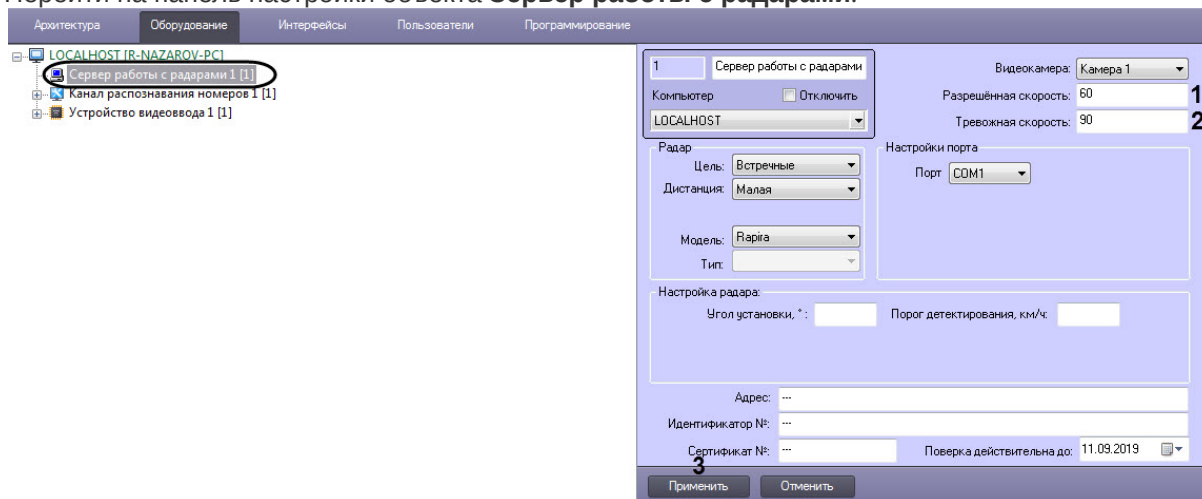 Перейти на панель настройки объекта Сервер работы с радарами.
Архитектура Оборудование Интерфейсы Пользователи Программирование
LOCALHOST [R-NAZAROV-PC]
Сервер работы с радарами 1 [1]
Канал распознавания номеров 1 [1]
Устройство видеоввода 1 [1]
1 Сервер работы с радарами
Компьютер Отключить
LOCALHOST
Видеокамера: Камера 1
Разрешённая скорость: 60 1
Тревожная скорость: 90 2
Радар
Цель: Встречные
Дистанция: Малая
Модель: Rapira
Тип:
Настройки порта
Порт COM1
Настройка радара:
Угол установки, °: Порог детектирования, км/ч:
Адрес: ---
Идентификатор №: ---
Сертификат №: --- Поверка действительна до: 11.09.2019
3
Применить Отменить